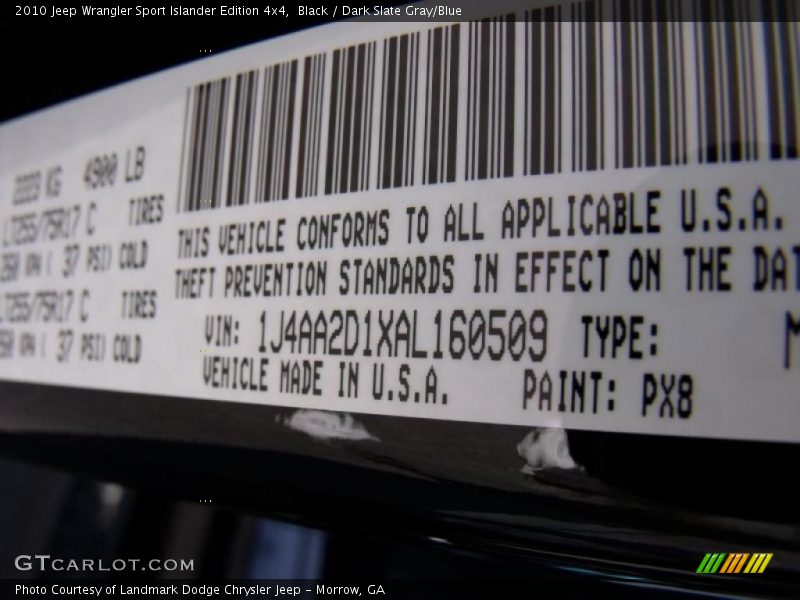 2010 Jeep Wrangler Sport Islander Edition 4x4, Black / Dark Slate Gray/Blue
2223 KG 4900 LB
LT255/75R17 C TIRES
( 37 PSI) COLD
LT255/75R17 C TIRES
( 37 PSI) COLD
THIS VEHICLE CONFORMS TO ALL APPLICABLE U.S.A.
THEFT PREVENTION STANDARDS IN EFFECT ON THE DAT
VIN: 1J4AA2D1XAL160509 TYPE: M
VEHICLE MADE IN U.S.A. PAINT: PX8
GTCARLOT.COM
Photo Courtesy of Landmark Dodge Chrysler Jeep - Morrow, GA